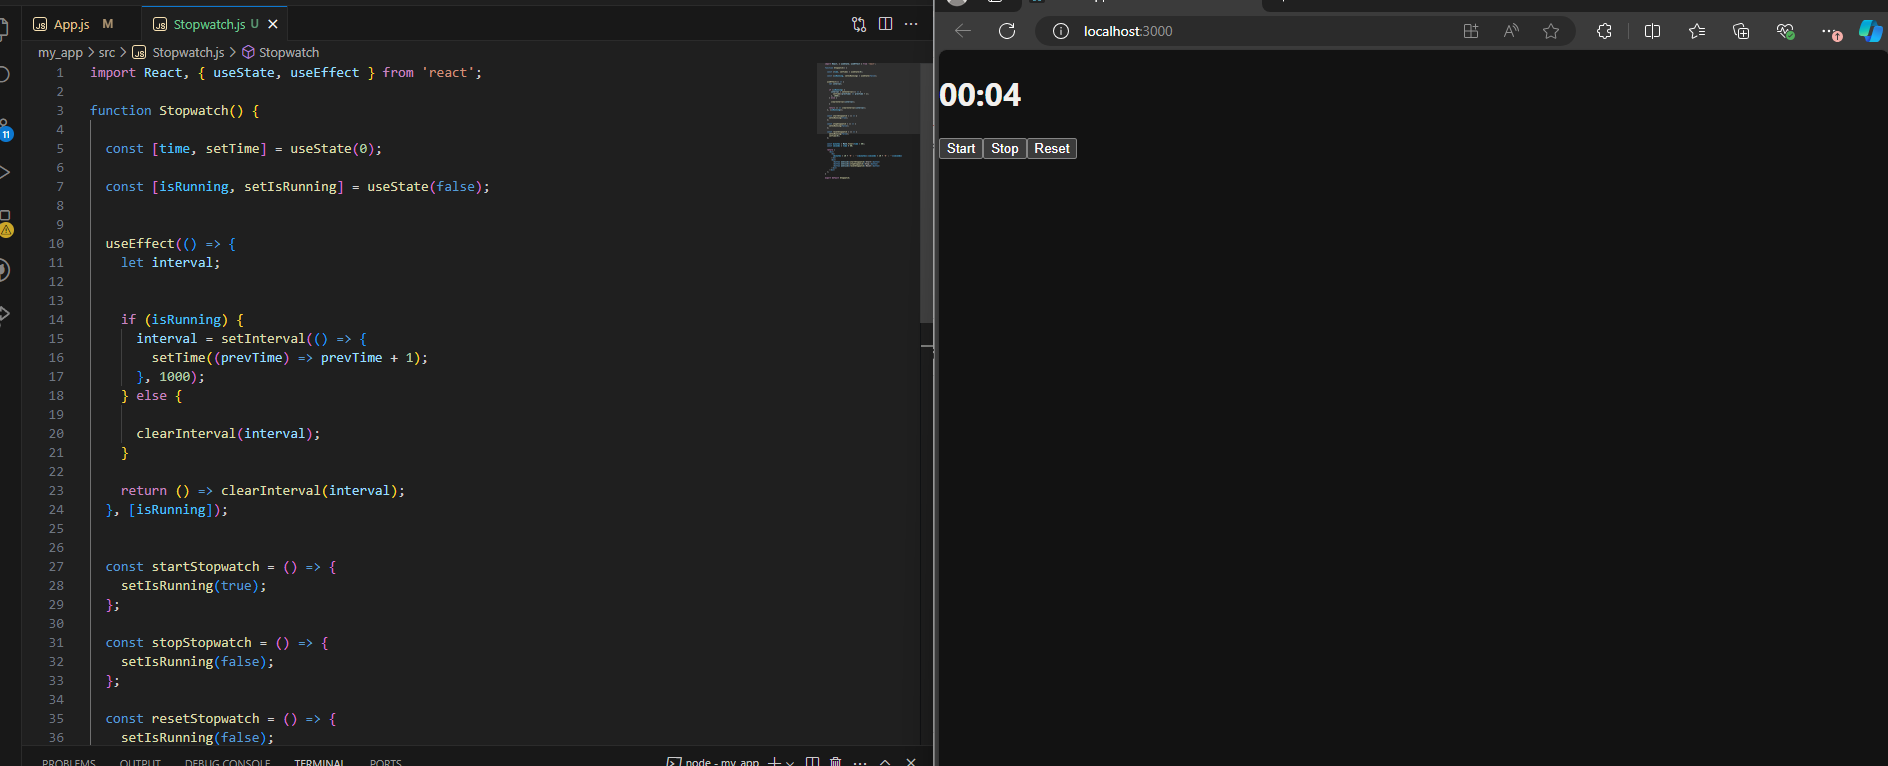 App.js M
Stopwatch.js U
my_app > src > Stopwatch.js > Stopwatch
1 import React, { useState, useEffect } from 'react';
2
3 function Stopwatch() {
4
5 const [time, setTime] = useState(0);
6
7 const [isRunning, setIsRunning] = useState(false);
8
9
10 useEffect(() => {
11 let interval;
12
13
14 if (isRunning) {
15 interval = setInterval(() => {
16 setTime((prevTime) => prevTime + 1);
17 }, 1000);
18 } else {
19
20 clearInterval(interval);
21 }
22
23 return () => clearInterval(interval);
24 }, [isRunning]);
25
26
27 const startStopwatch = () => {
28 setIsRunning(true);
29 };
30
31 const stopStopwatch = () => {
32 setIsRunning(false);
33 };
34
35 const resetStopwatch = () => {
36 setIsRunning(false);
11
PROBLEMS OUTPUT DEBUG CONSOLE TERMINAL PORTS
node - my_app
localhost:3000
00:04
Start Stop Reset